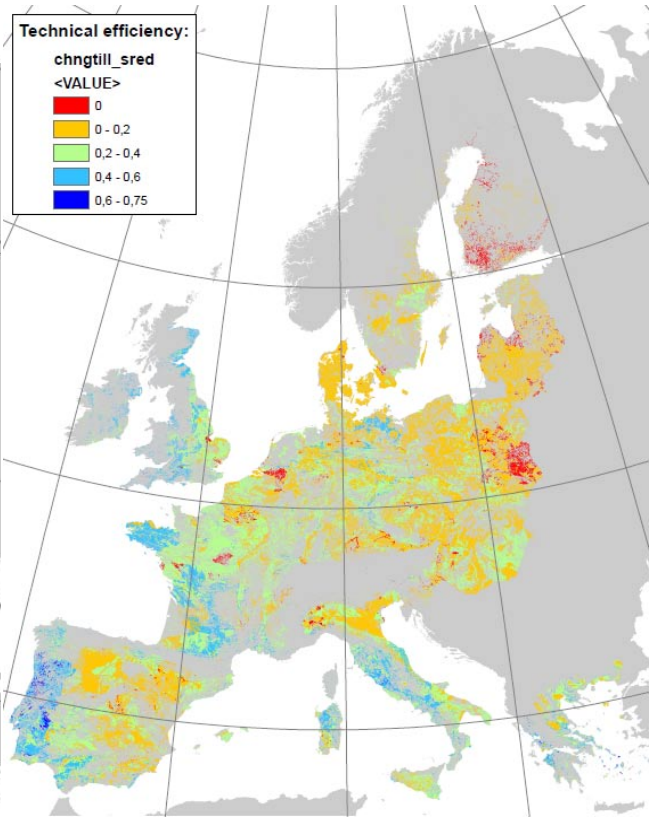 Technical efficiency:
chngtill_sred
<VALUE>
0
0 - 0,2
0,2 - 0,4
0,4 - 0,6
0,6 - 0,75